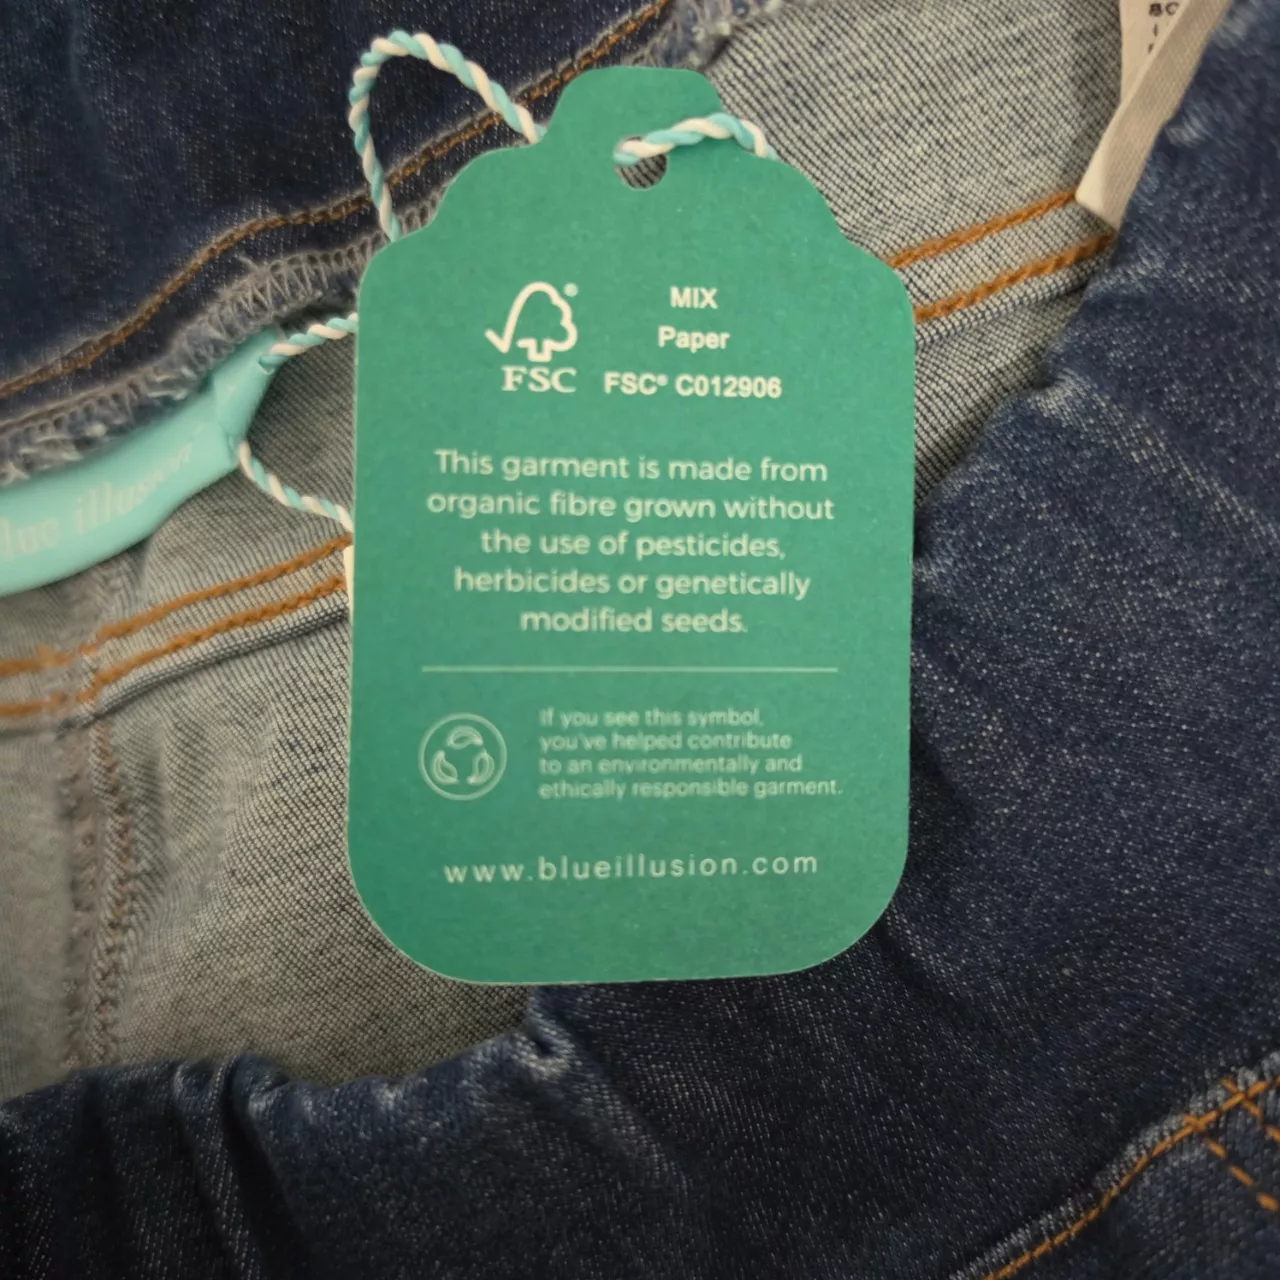 MIX
Paper
FSC
FSC® C012906
This garment is made from
organic fibre grown without
the use of pesticides,
herbicides or genetically
modified seeds.
If you see this symbol,
you've helped contribute
to an environmentally and
ethically responsible garment.
www.blueillusion.com
illusion